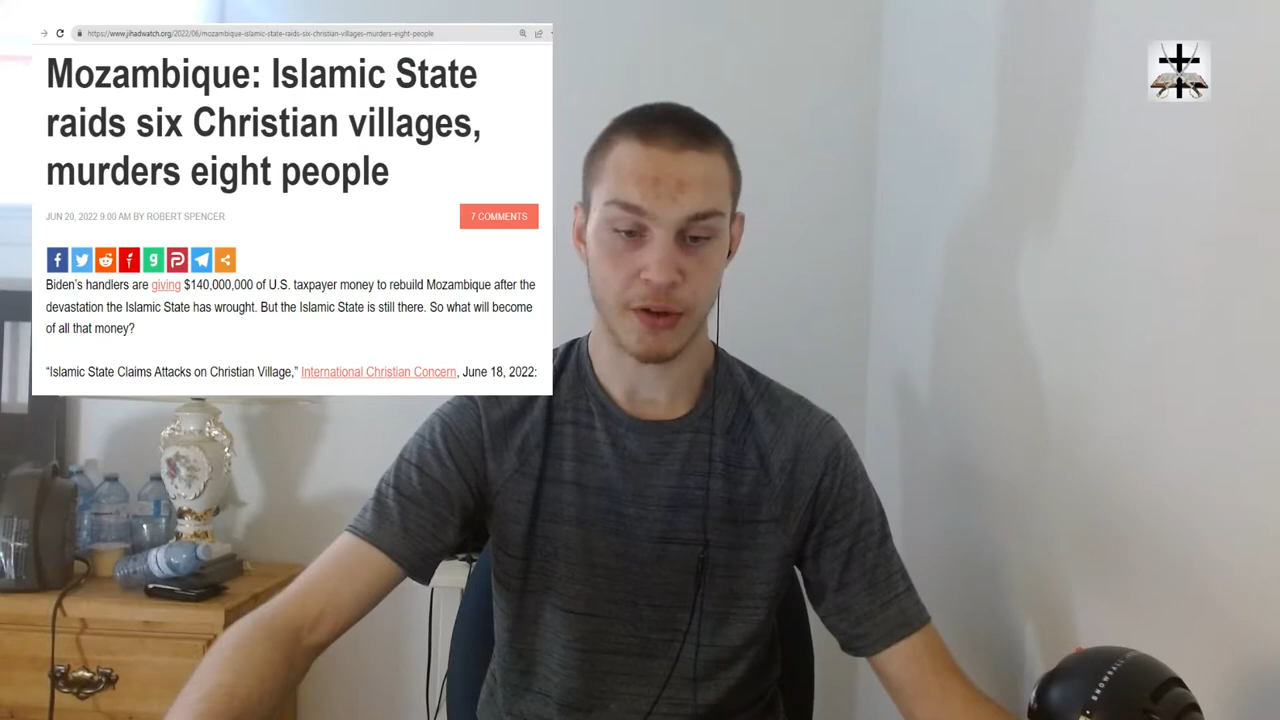 https://www.jihadwatch.org/2022/06/mozambique-islamic-state-raids-six-christian-villages-murders-eight-people
Mozambique: Islamic State
raids six Christian villages,
murders eight people
JUN 20, 2022 9:00 AM BY ROBERT SPENCER
7 COMMENTS
Biden's handlers are giving $140,000,000 of U.S. taxpayer money to rebuild Mozambique after the
devastation the Islamic State has wrought. But the Islamic State is still there. So what will become
of all that money?
“Islamic State Claims Attacks on Christian Village,” International Christian Concern, June 18, 2022:
SNOWBALL